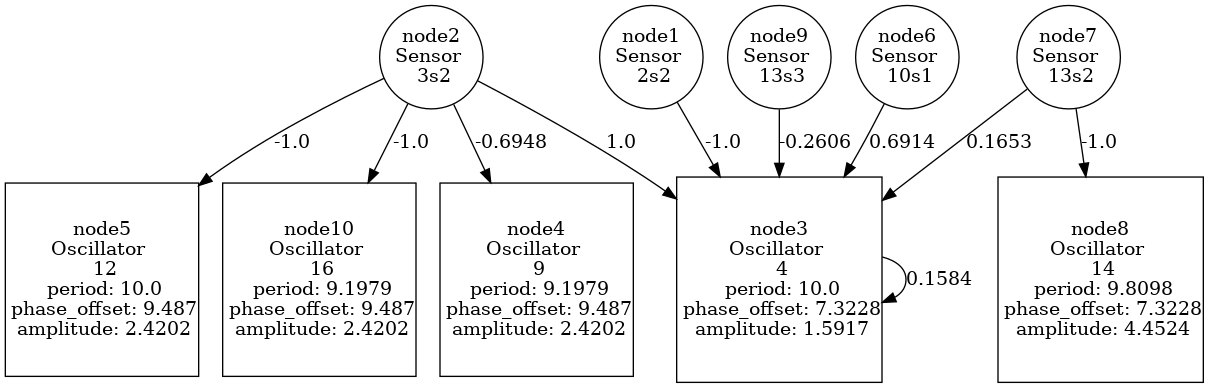 node2
Sensor
3s2
node1
Sensor
2s2
node9
Sensor
13s3
node6
Sensor
10s1
node7
Sensor
13s2
-1.0
-1.0
-0.6948
1.0
-1.0
-0.2606
0.6914
0.1653
-1.0
node5
Oscillator
12
period: 10.0
phase_offset: 9.487
amplitude: 2.4202
node10
Oscillator
16
period: 9.1979
phase_offset: 9.487
amplitude: 2.4202
node4
Oscillator
9
period: 9.1979
phase_offset: 9.487
amplitude: 2.4202
node3
Oscillator
4
period: 10.0
phase_offset: 7.3228
amplitude: 1.5917
0.1584
node8
Oscillator
14
period: 9.8098
phase_offset: 7.3228
amplitude: 4.4524